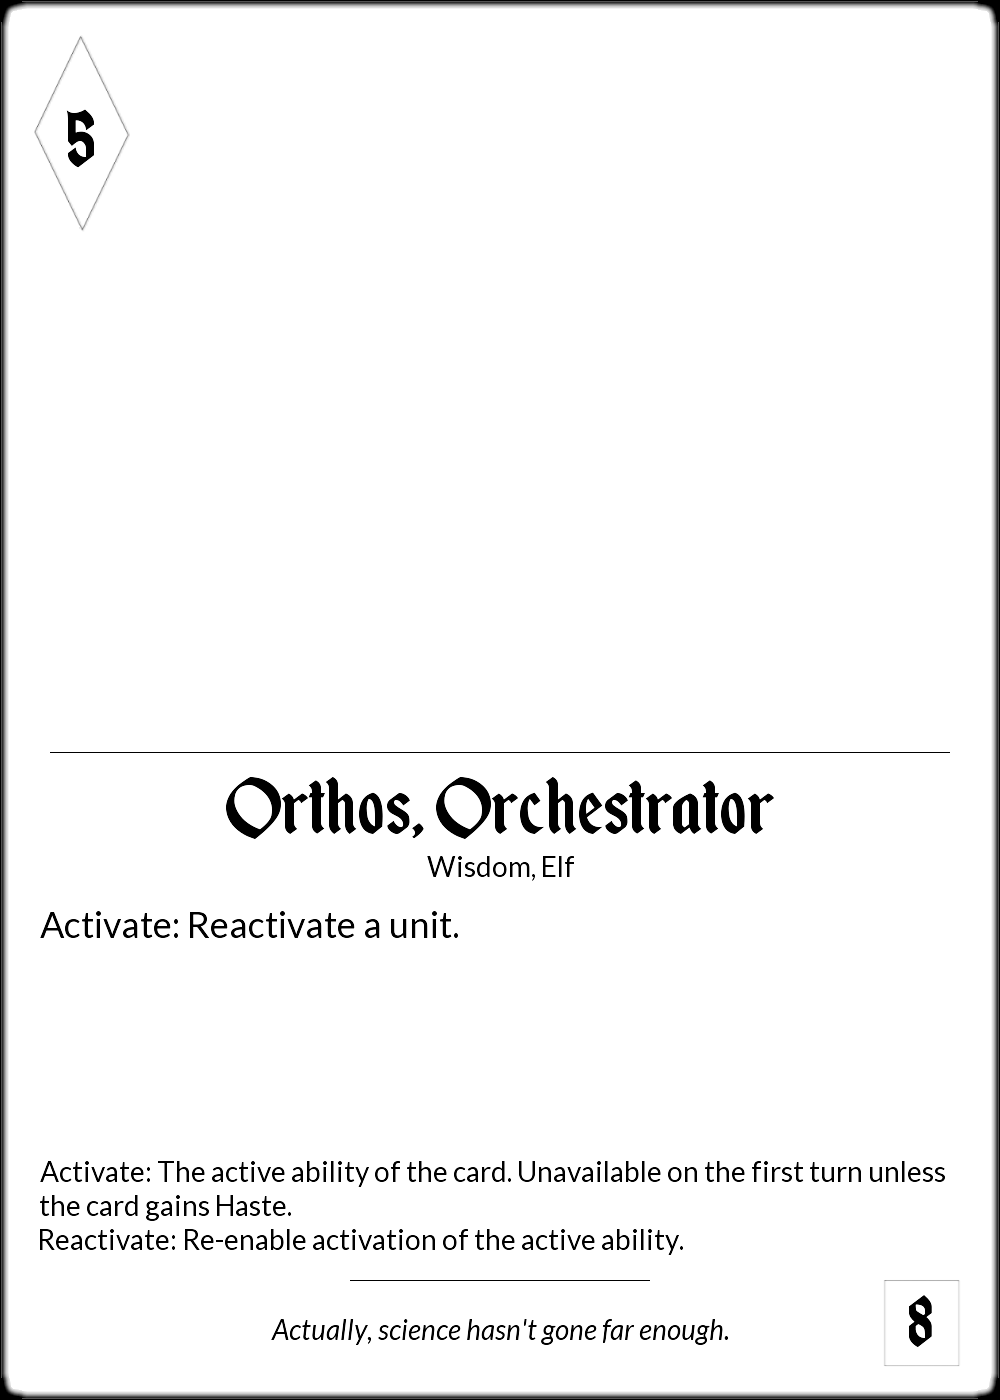 5
Orthos, Orchestrator
Wisdom, Elf
Activate: Reactivate a unit.
Activate: The active ability of the card. Unavailable on the first turn unless
the card gains Haste.
Reactivate: Re-enable activation of the active ability.
Actually, science hasn't gone far enough.
8